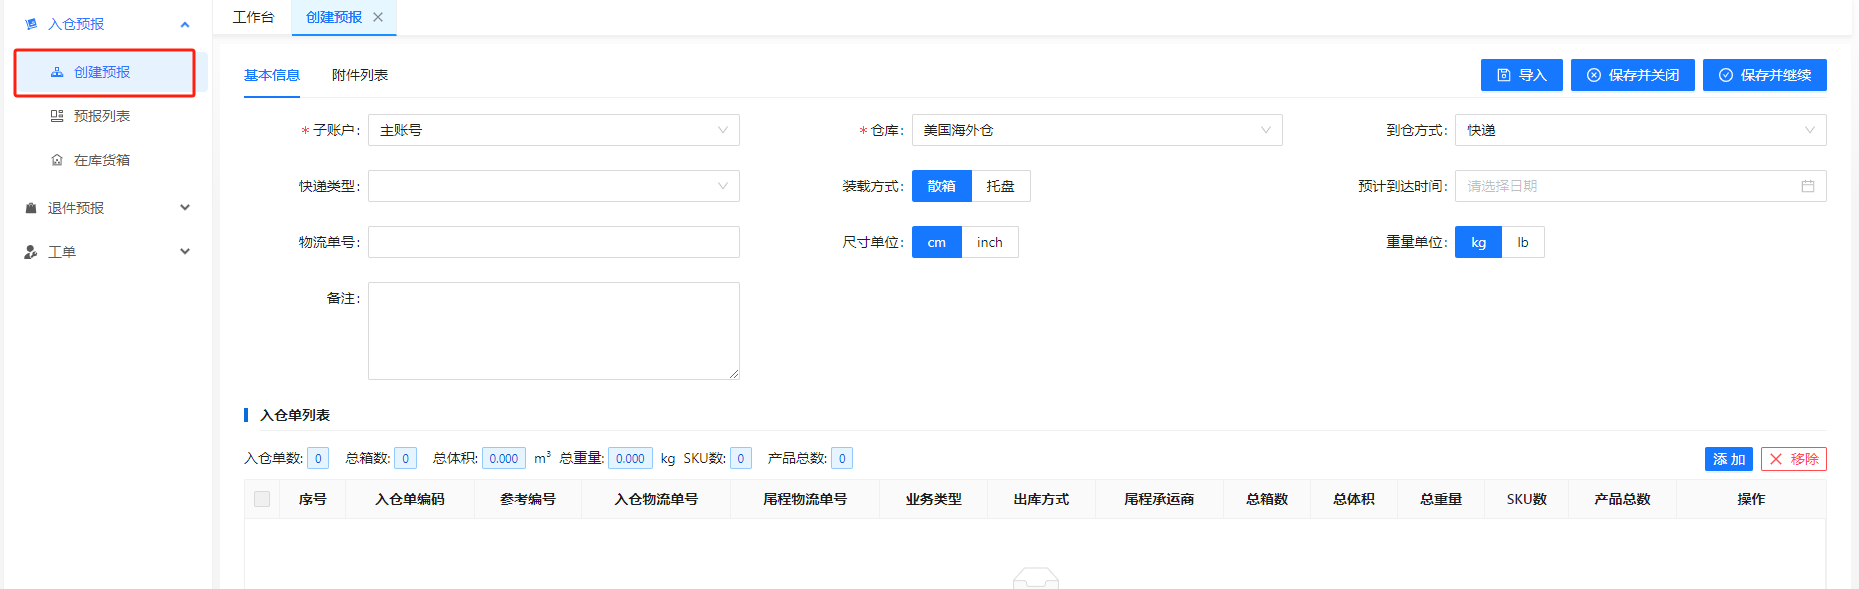 入仓预报
创建预报
预报列表
在库货箱
退件预报
工单
工作台 创建预报
基本信息 附件列表 导入 保存并关闭 保存并继续
* 子账户: 主账号 * 仓库: 美国海外仓 到仓方式: 快递
快递类型: 装载方式: 散箱 托盘 预计到达时间: 请选择日期
物流单号: 尺寸单位: cm inch 重量单位: kg lb
备注:
入仓单列表
入仓单数: 0 总箱数: 0 总体积: 0.000 m³ 总重量: 0.000 kg SKU数: 0 产品总数: 0 添加 移除
序号 入仓单编码 参考编号 入仓物流单号 尾程物流单号 业务类型 出库方式 尾程承运商 总箱数 总体积 总重量 SKU数 产品总数 操作